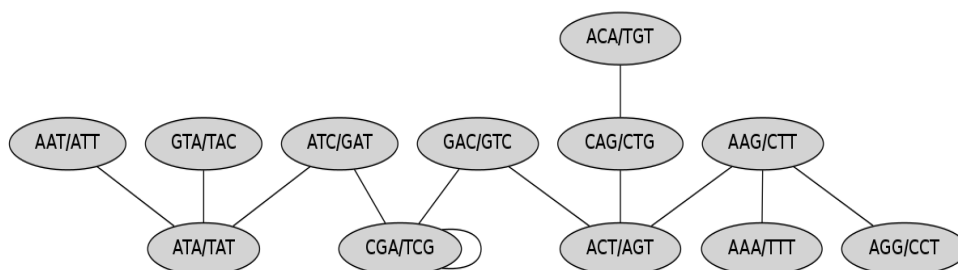 ACA/TGT
AAT/ATT
GTA/TAC
ATC/GAT
GAC/GTC
CAG/CTG
AAG/CTT
ATA/TAT
CGA/TCG
ACT/AGT
AAA/TTT
AGG/CCT